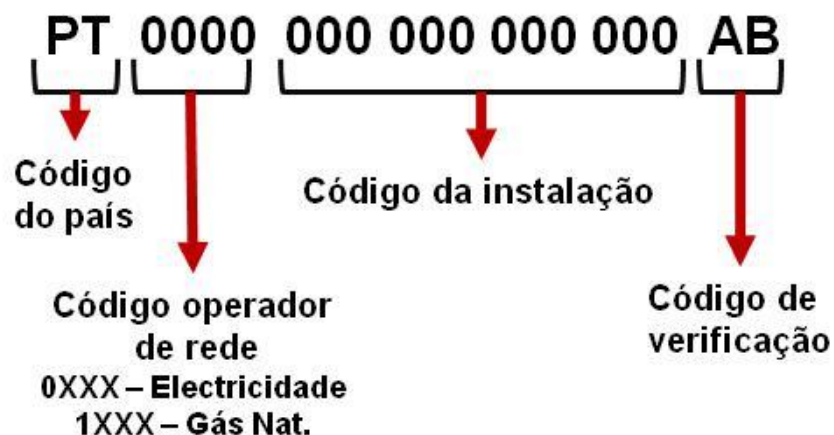 PT 0000 000 000 000 000 AB
Código
do país
Código da instalação
Código operador
de rede
0XXX – Electricidade
1XXX – Gás Nat.
Código de
verificação